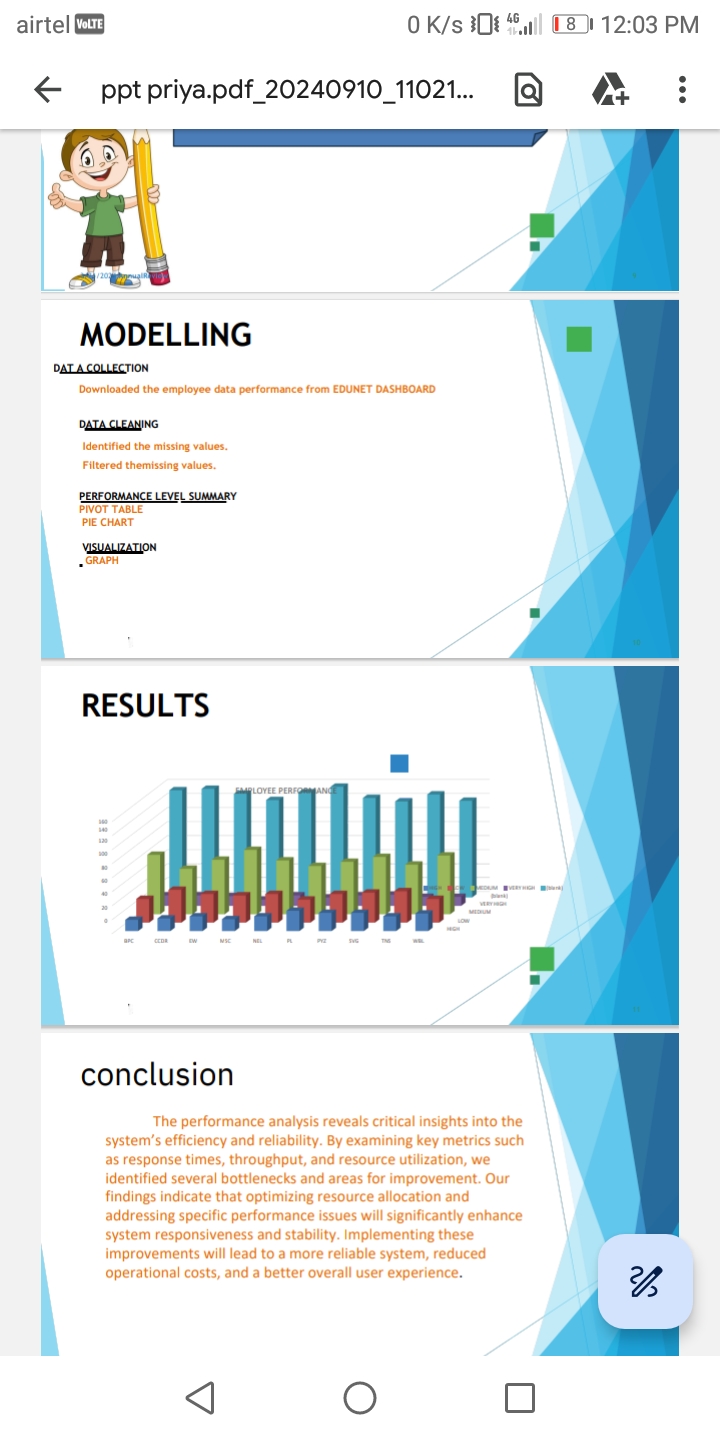 airtel VoLTE 0 K/s 4G 8 12:03 PM
ppt priya.pdf_20240910_11021...
MODELLING
DAT A COLLECTION
Downloaded the employee data performance from EDUNET DASHBOARD
DATA CLEANING
Identified the missing values.
Filtered themissing values.
PERFORMANCE LEVEL SUMMARY
PIVOT TABLE
PIE CHART
VISUALIZATION
GRAPH
RESULTS
EMPLOYEE PERFORMANCE
160
140
120
100
80
60
40
20
0
HIGH LOW MEDIUM VERY HIGH (blank)
(blank)
VERY HIGH
MEDIUM
LOW
HIGH
BPC CCDR EW MSC NEL PL PYZ SVG TNS WBL
conclusion
The performance analysis reveals critical insights into the
system's efficiency and reliability. By examining key metrics such
as response times, throughput, and resource utilization, we
identified several bottlenecks and areas for improvement. Our
findings indicate that optimizing resource allocation and
addressing specific performance issues will significantly enhance
system responsiveness and stability. Implementing these
improvements will lead to a more reliable system, reduced
operational costs, and a better overall user experience.